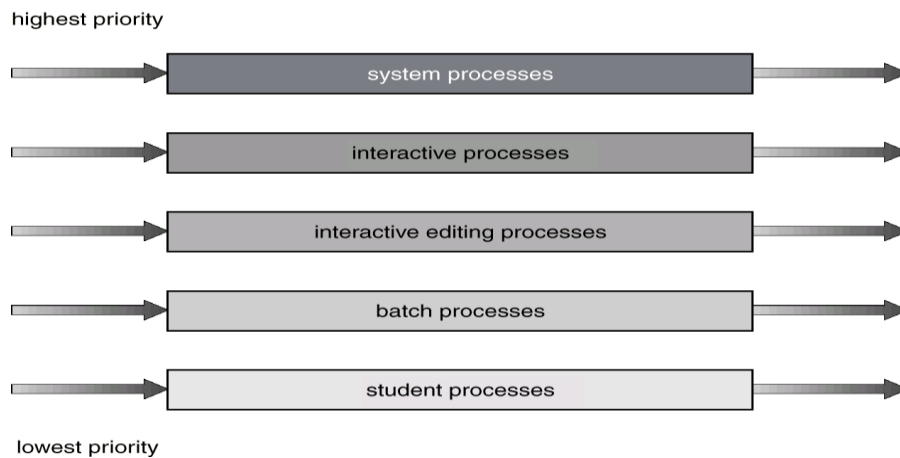 highest priority
system processes
interactive processes
interactive editing processes
batch processes
student processes
lowest priority